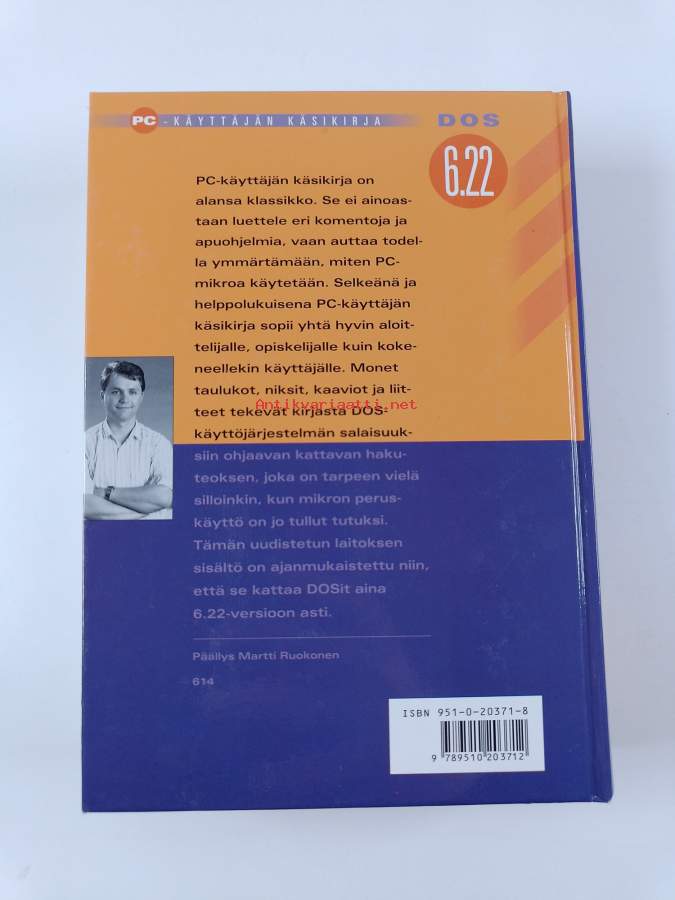 PC-KÄYTTÄJÄN KÄSIKIRJA DOS
6.22
PC-käyttäjän käsikirja on
alansa klassikko. Se ei ainoas-
taan luettele eri komentoja ja
apuohjelmia, vaan auttaa todel-
la ymmärtämään, miten PC-
mikroa käytetään. Selkeänä ja
helppolukuisena PC-käyttäjän
käsikirja sopii yhtä hyvin aloit-
telijalle, opiskelijalle kuin koke-
neellekin käyttäjälle. Monet
taulukot, niksit, kaaviot ja liit-
Antikvariaatti.net
teet tekevät kirjasta DOS-
käyttöjärjestelmän salaisuuk-
siin ohjaavan kattavan haku-
teoksen, joka on tarpeen vielä
silloinkin, kun mikron perus-
käyttö on jo tullut tutuksi.
Tämän uudistetun laitoksen
sisältö on ajanmukaistettu niin,
että se kattaa DOSit aina
6.22-versioon asti.
Päällys Martti Ruokonen
614
ISBN 951-0-20371-8
9 789510 203712